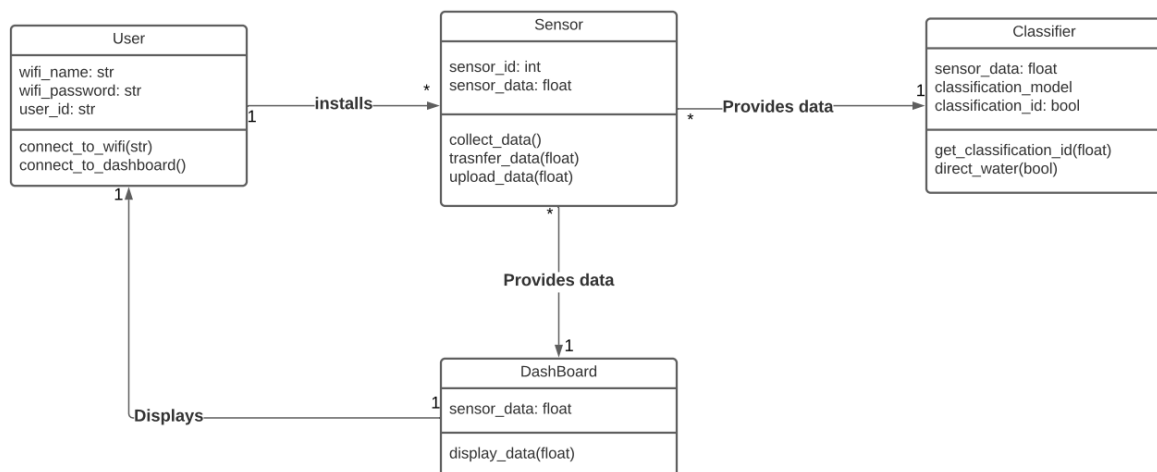 User
wifi_name: str
wifi_password: str
user_id: str
connect_to_wifi(str)
connect_to_dashboard()
1
installs
*
Sensor
sensor_id: int
sensor_data: float
collect_data()
trasnfer_data(float)
upload_data(float)
*
Provides data
1
Classifier
sensor_data: float
classification_model
classification_id: bool
get_classification_id(float)
direct_water(bool)
*
Provides data
1
DashBoard
sensor_data: float
display_data(float)
1
Displays
1